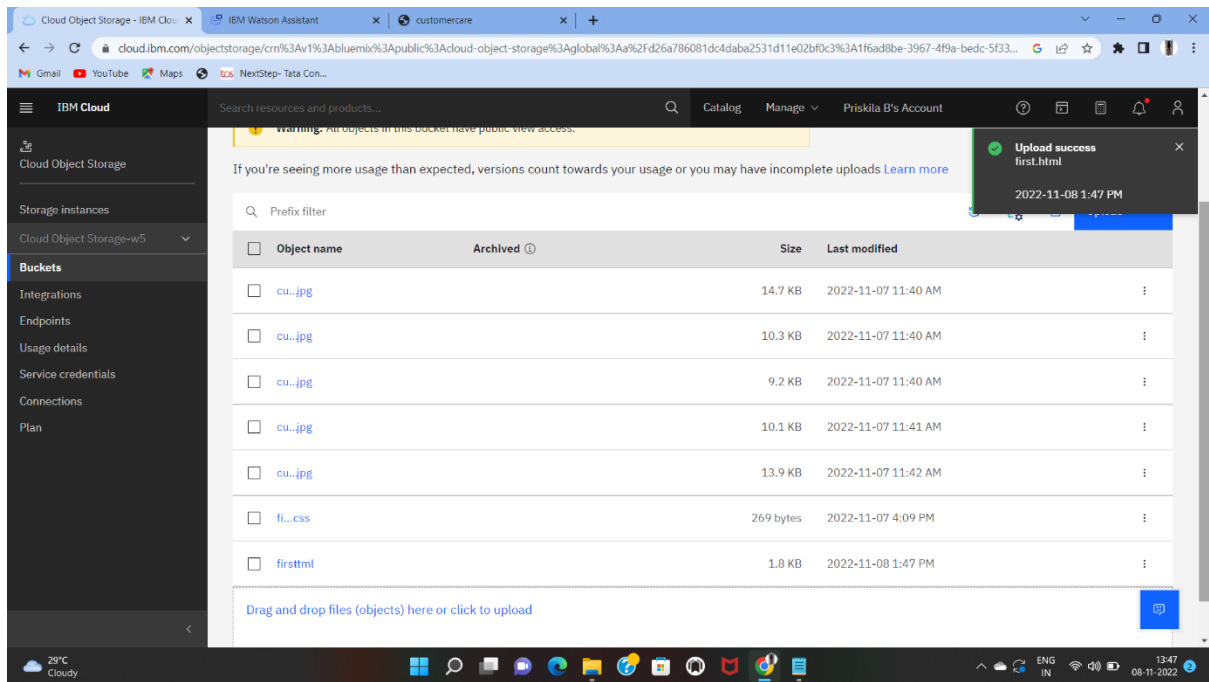 Cloud Object Storage - IBM Clou
IBM Watson Assistant
customercare
cloud.ibm.com/objectstorage/crn%3Av1%3Abluemix%3Apublic%3Acloud-object-storage%3Aglobal%3Aa%2Fd26a786081dc4daba2531d11e02bf0c3%3A1f6ad8be-3967-4f9a-bedc-5f33...
Gmail YouTube Maps NextStep- Tata Con...
IBM Cloud
Search resources and products...
Catalog Manage Priskila B's Account
Cloud Object Storage
Storage instances
Cloud Object Storage-w5
Buckets
Integrations
Endpoints
Usage details
Service credentials
Connections
Plan
Warning: All objects in this bucket have public view access.
If you're seeing more usage than expected, versions count towards your usage or you may have incomplete uploads Learn more
Upload success
first.html
2022-11-08 1:47 PM
Prefix filter
Upload
Object name Archived Size Last modified
cu...jpg 14.7 KB 2022-11-07 11:40 AM
cu...jpg 10.3 KB 2022-11-07 11:40 AM
cu...jpg 9.2 KB 2022-11-07 11:40 AM
cu...jpg 10.1 KB 2022-11-07 11:41 AM
cu...jpg 13.9 KB 2022-11-07 11:42 AM
fi...css 269 bytes 2022-11-07 4:09 PM
firsttml 1.8 KB 2022-11-08 1:47 PM
Drag and drop files (objects) here or click to upload
29°C
Cloudy
ENG
IN
13:47
08-11-2022
2